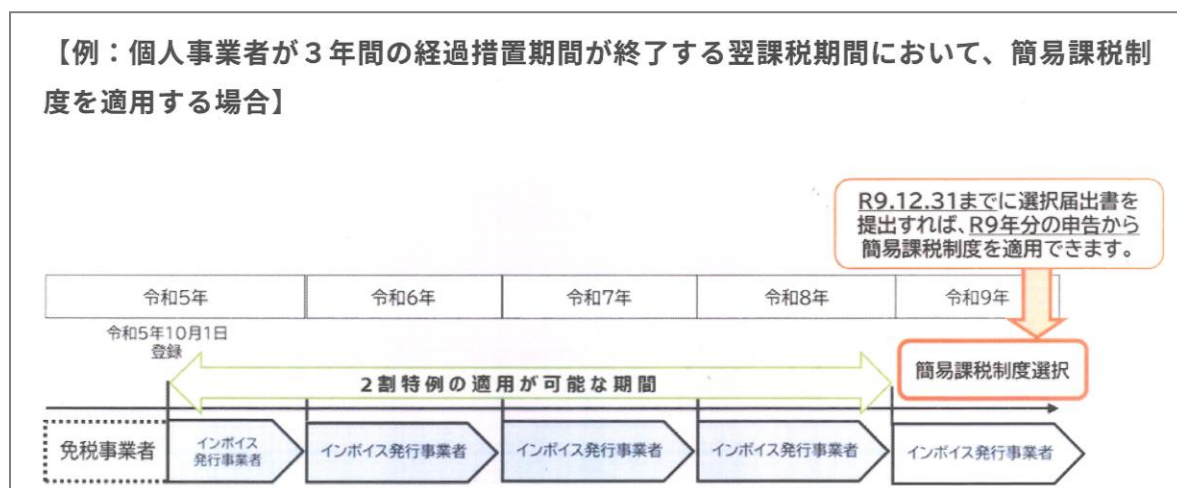 【例：個人事業者が３年間の経過措置期間が終了する翌課税期間において、簡易課税制
度を適用する場合】
R9.12.31までに選択届出書を
提出すれば、R9年分の申告から
簡易課税制度を適用できます。
令和5年
令和6年
令和7年
令和8年
令和9年
令和5年10月1日
登録
2割特例の適用が可能な期間
簡易課税制度選択
免税事業者
インボイス
発行事業者
インボイス発行事業者
インボイス発行事業者
インボイス発行事業者
インボイス発行事業者